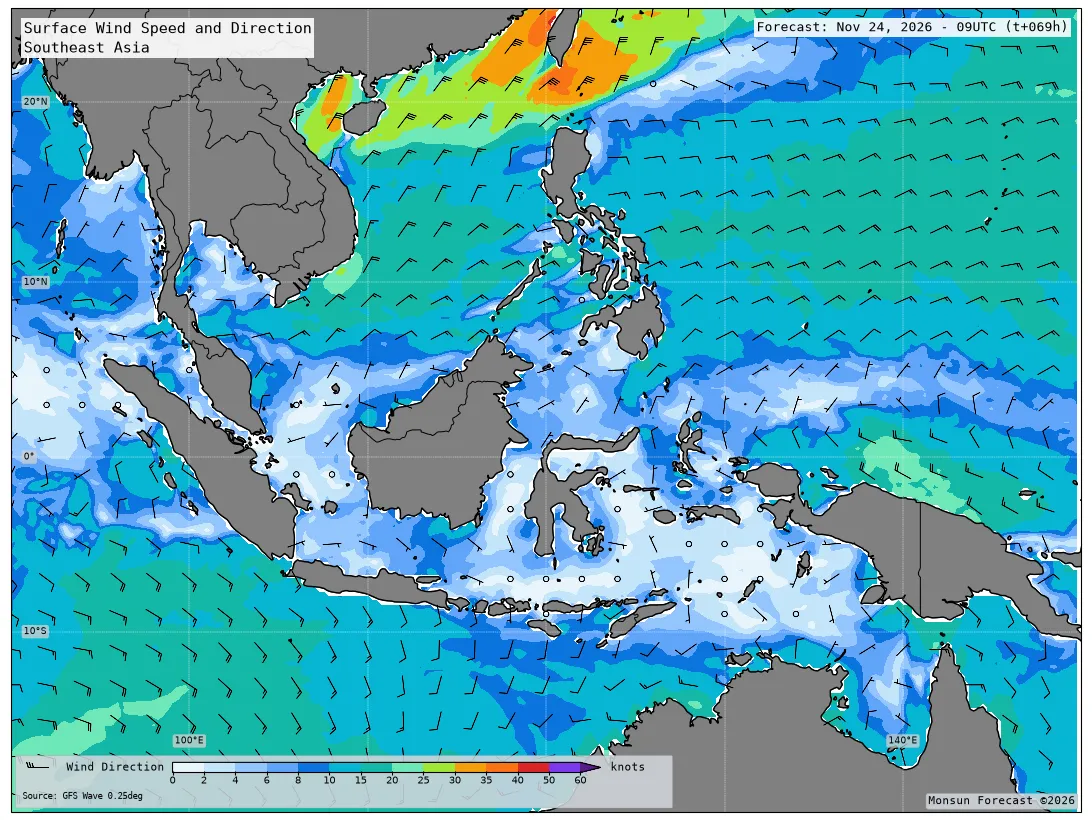 Surface Wind Speed and Direction
Southeast Asia
Forecast: Nov 24, 2026 - 09UTC (t+069h)
20°N
10°N
0°
10°S
100°E
140°E
Wind Direction
0 2 4 6 8 10 15 20 25 30 35 40 50 60
knots
Source: GFS Wave 0.25deg
Monsun Forecast ©2026